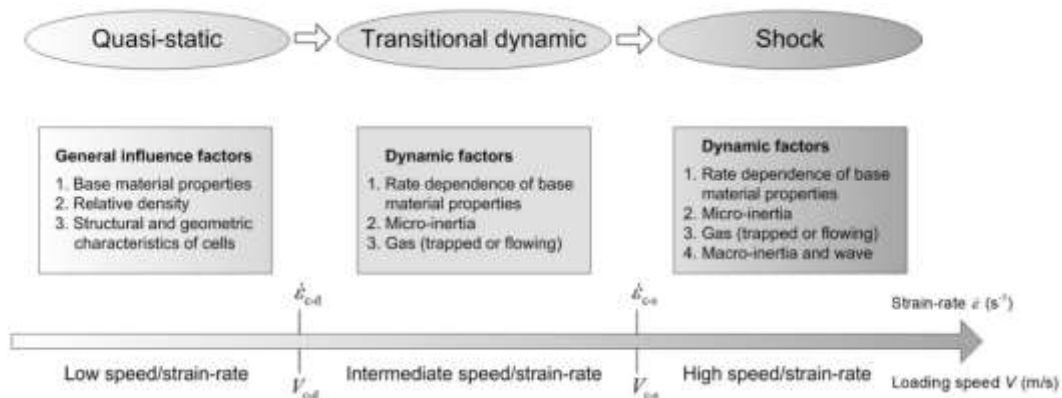 Quasi-static
Transitional dynamic
Shock
General influence factors
1. Base material properties
2. Relative density
3. Structural and geometric
characteristics of cells
Dynamic factors
1. Rate dependence of base
material properties
2. Micro-inertia
3. Gas (trapped or flowing)
Dynamic factors
1. Rate dependence of base
material properties
2. Micro-inertia
3. Gas (trapped or flowing)
4. Macro-inertia and wave
ε̇c-d
ε̇c-s
Strain-rate ε̇ (s⁻¹)
Low speed/strain-rate
Vc-d
Intermediate speed/strain-rate
Vc-s
High speed/strain-rate
Loading speed V (m/s)